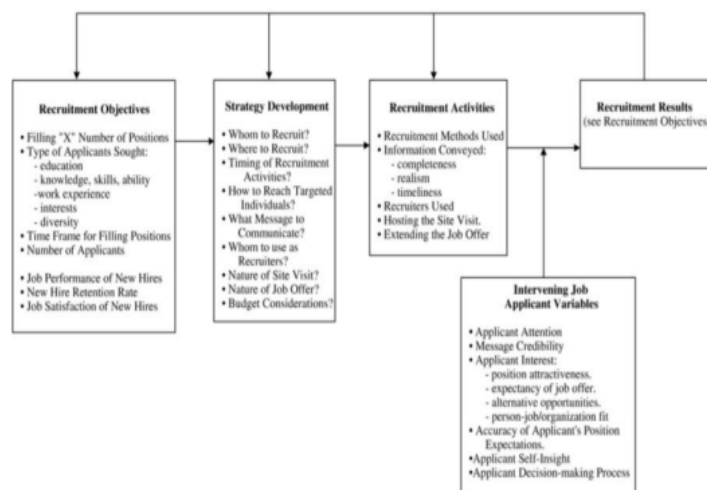 Recruitment Objectives
• Filling "X" Number of Positions
• Type of Applicants Sought:
- education
- knowledge, skills, ability
-work experience
- interests
- diversity
• Time Frame for Filling Positions
• Number of Applicants
• Job Performance of New Hires
• New Hire Retention Rate
• Job Satisfaction of New Hires
Strategy Development
• Whom to Recruit?
• Where to Recruit?
• Timing of Recruitment
Activities?
• How to Reach Targeted
Individuals?
• What Message to
Communicate?
• Whom to use as
Recruiters?
• Nature of Site Visit?
• Nature of Job Offer?
• Budget Considerations?
Recruitment Activities
• Recruitment Methods Used
• Information Conveyed:
- completeness
- realism
- timeliness
• Recruiters Used
• Hosting the Site Visit.
• Extending the Job Offer
Recruitment Results
(see Recruitment Objectives
Intervening Job
Applicant Variables
• Applicant Attention
• Message Credibility
• Applicant Interest:
- position attractiveness.
- expectancy of job offer.
- alternative opportunities.
- person-job/organization fit
• Accuracy of Applicant's Position
Expectations.
•Applicant Self-Insight
•Applicant Decision-making Process